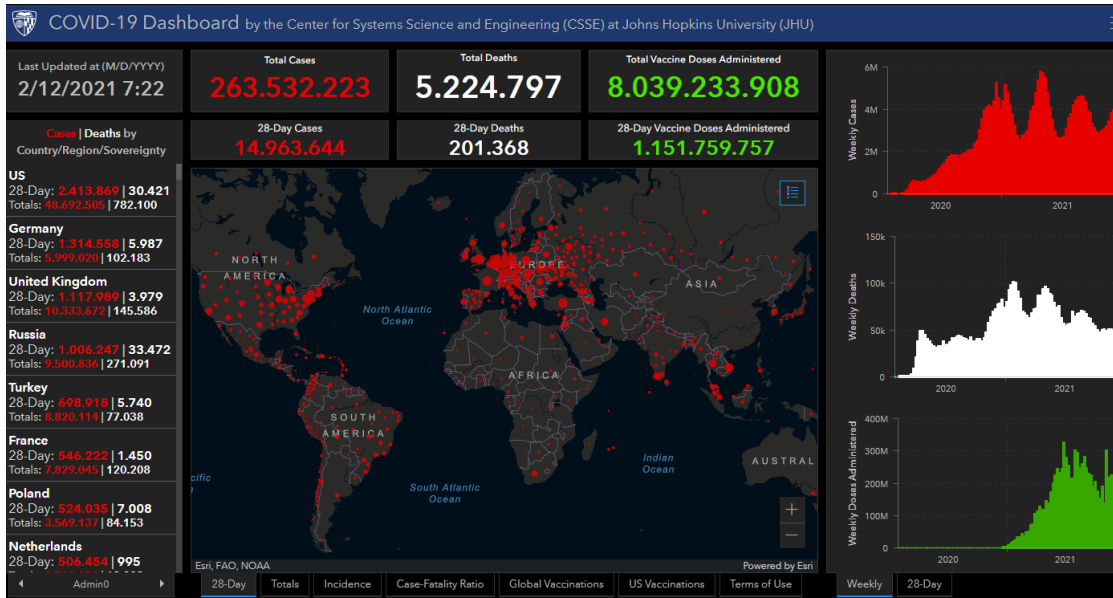 COVID-19 Dashboard by the Center for Systems Science and Engineering (CSSE) at Johns Hopkins University (JHU)
Last Updated at (M/D/YYYY)
2/12/2021 7:22
Cases | Deaths by
Country/Region/Sovereignty
US
28-Day: 2.413.869 | 30.421
Totals: 48.692.505 | 782.100
Germany
28-Day: 1.314.558 | 5.987
Totals: 5.999.020 | 102.183
United Kingdom
28-Day: 1.117.989 | 3.979
Totals: 10.333.672 | 145.586
Russia
28-Day: 1.006.247 | 33.472
Totals: 9.500.836 | 271.091
Turkey
28-Day: 698.918 | 5.740
Totals: 8.820.114 | 77.038
France
28-Day: 546.222 | 1.450
Totals: 7.829.045 | 120.208
Poland
28-Day: 524.035 | 7.008
Totals: 3.569.137 | 84.153
Netherlands
28-Day: 506.454 | 995
Admin0
Total Cases
263.532.223
Total Deaths
5.224.797
Total Vaccine Doses Administered
8.039.233.908
28-Day Cases
14.963.644
28-Day Deaths
201.368
28-Day Vaccine Doses Administered
1.151.759.757
NORTH
AMERICA
EUROPE
ASIA
North Atlantic
Ocean
AFRICA
SOUTH
AMERICA
Indian
Ocean
AUSTRAL
cific
South Atlantic
Ocean
+
−
Esri, FAO, NOAA
Powered by Esri
28-Day
Totals
Incidence
Case-Fatality Ratio
Global Vaccinations
US Vaccinations
Terms of Use
Weekly Cases
6M
4M
2M
0
2020
2021
Weekly Deaths
150k
100k
50k
0
2020
2021
Weekly Doses Administered
400M
300M
200M
100M
0
2020
2021
Weekly
28-Day